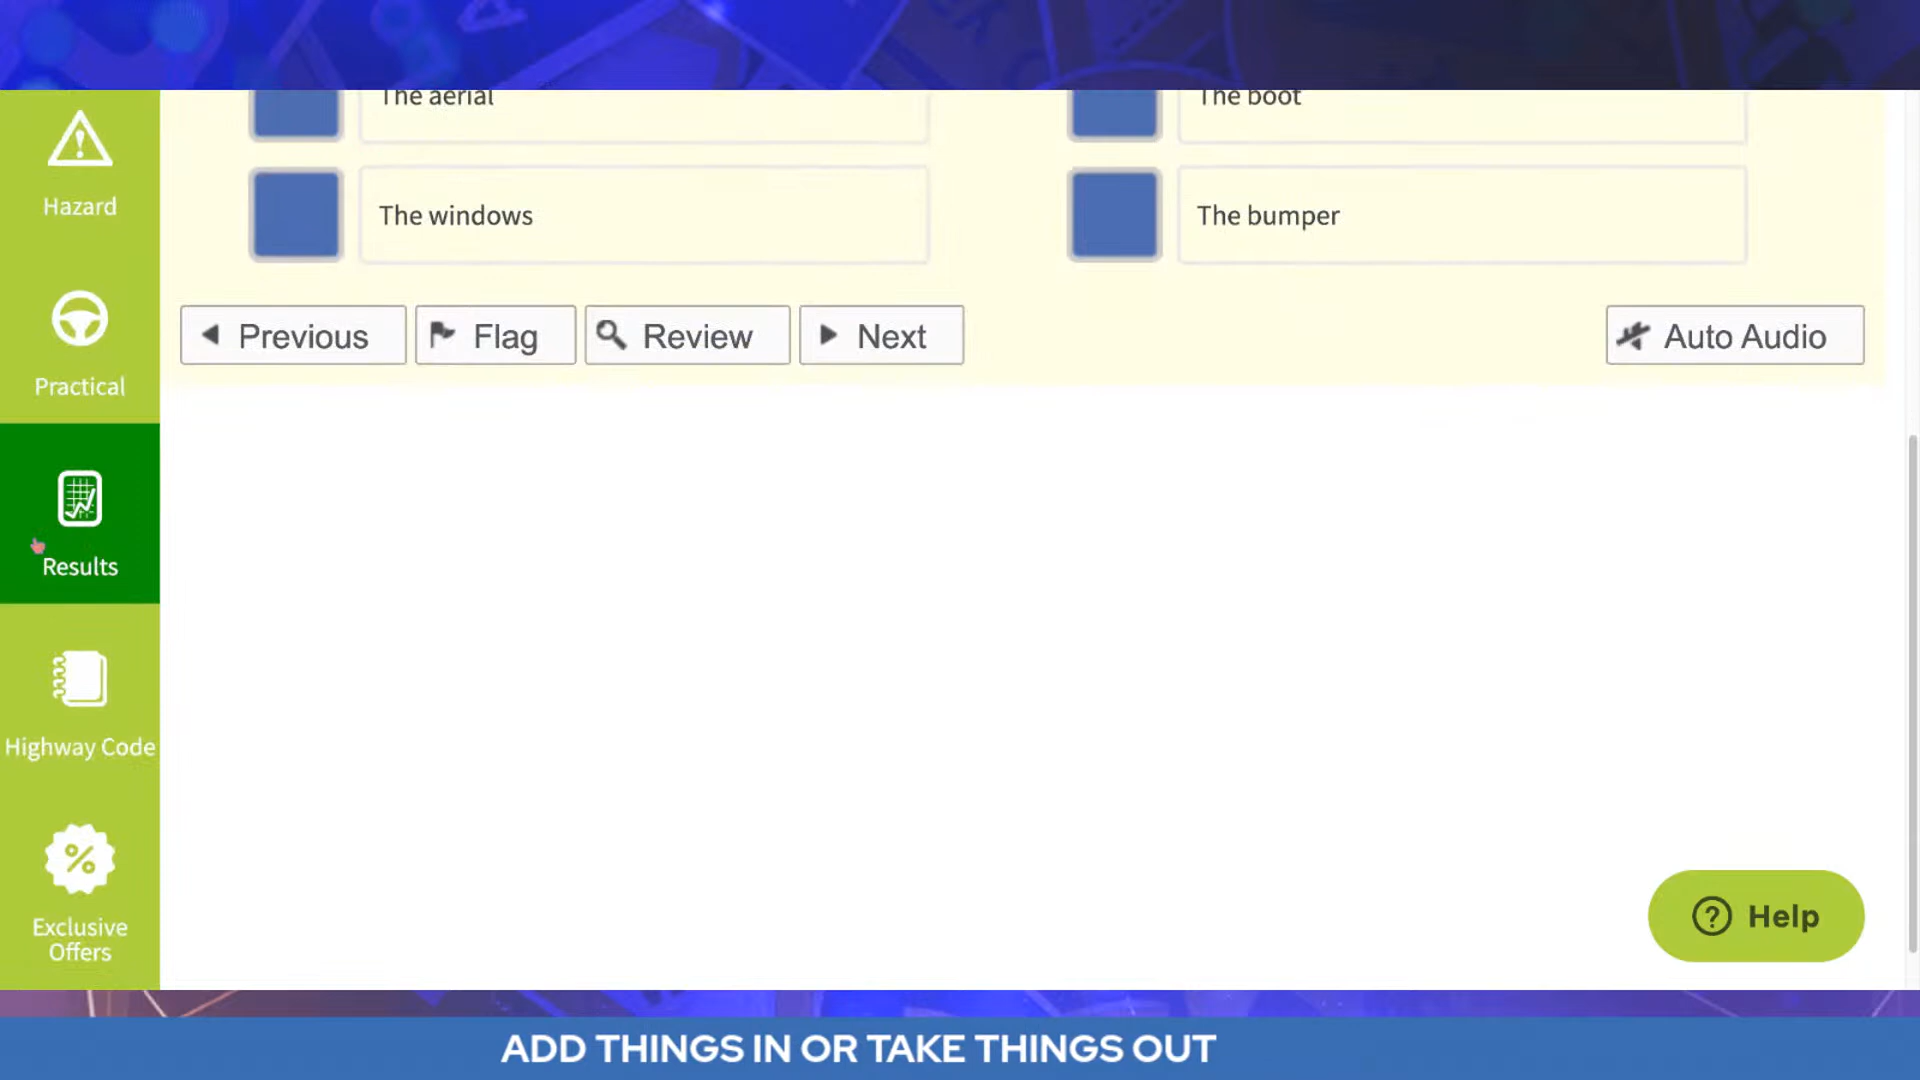 The aerial
The boot
Hazard
The windows
The bumper
Previous
Flag
Review
Next
Auto Audio
Practical
Results
Highway Code
Exclusive
Offers
Help
ADD THINGS IN OR TAKE THINGS OUT